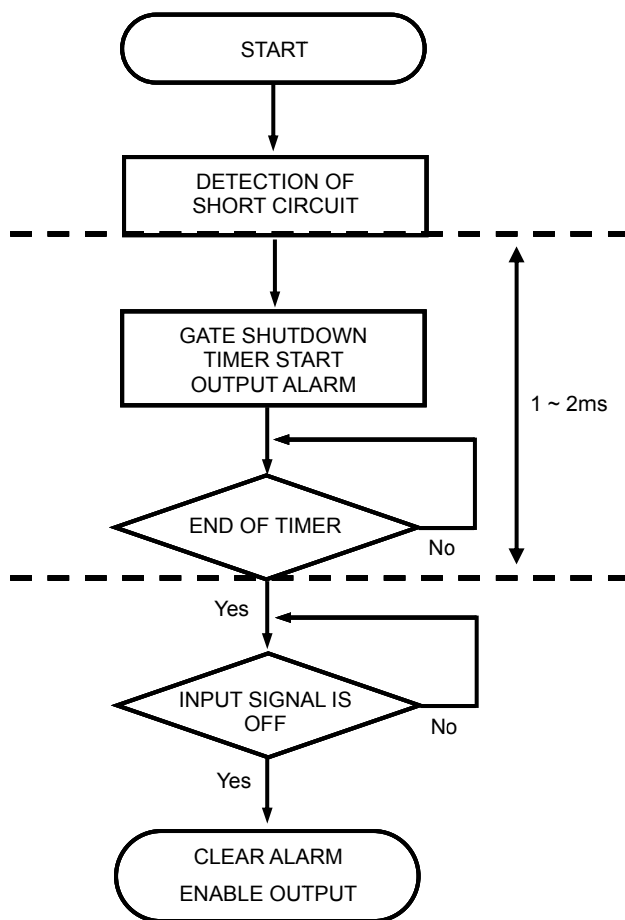 START
DETECTION OF
SHORT CIRCUIT
GATE SHUTDOWN
TIMER START
OUTPUT ALARM
1 ~ 2ms
END OF TIMER
No
Yes
INPUT SIGNAL IS
OFF
No
Yes
CLEAR ALARM
ENABLE OUTPUT